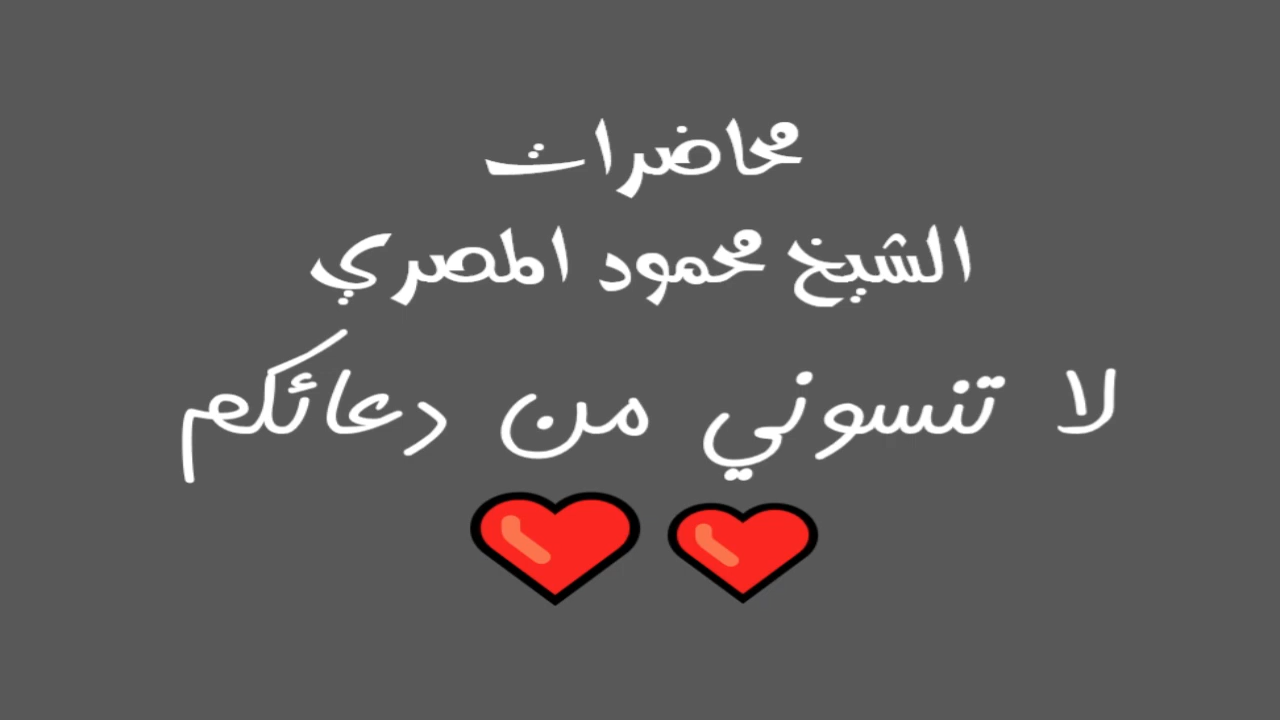 محاضرات
الشيخ محمود المصري
لا تنسوني من دعائكم